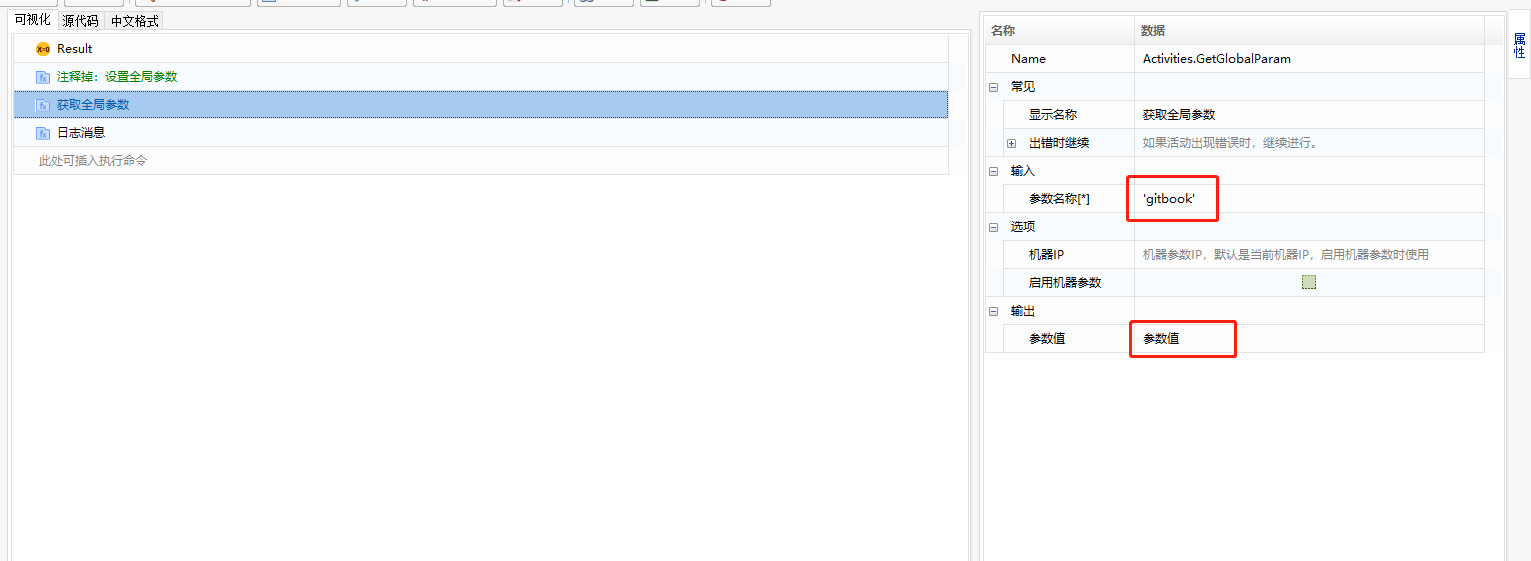 可视化 源代码 中文格式
Result
注释掉：设置全局参数
获取全局参数
日志消息
此处可插入执行命令
名称 数据
Name Activities.GetGlobalParam
常见
显示名称 获取全局参数
出错时继续 如果活动出现错误时，继续进行。
输入
参数名称[*] 'gitbook'
选项
机器IP 机器参数IP，默认是当前机器IP，启用机器参数时使用
启用机器参数
输出
参数值 参数值
属性